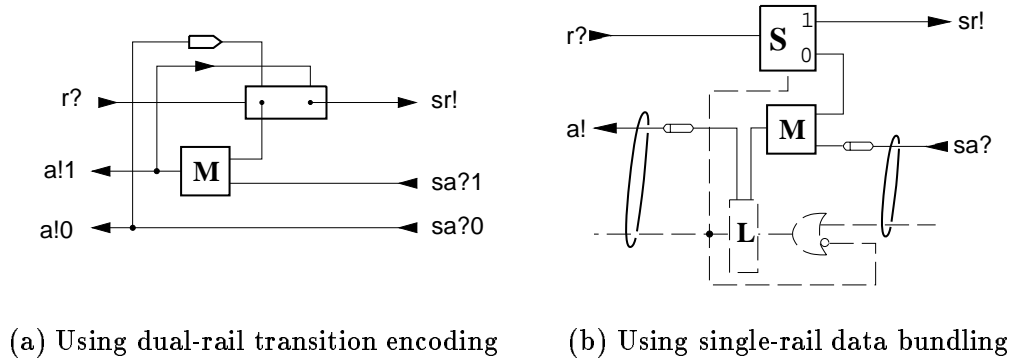 r?
sr!
M
a!1
sa?1
a!0
sa?0
(a) Using dual-rail transition encoding
r?
S
1
0
sr!
a!
M
sa?
L
(b) Using single-rail data bundling